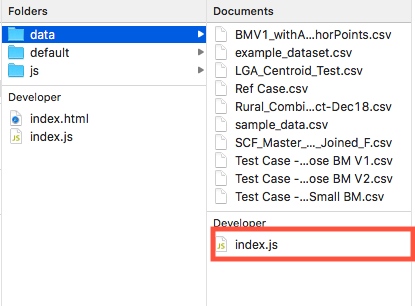 Folders
data
default
js
Developer
index.html
index.js
Documents
BMV1_withA...horPoints.csv
example_dataset.csv
LGA_Centroid_Test.csv
Ref Case.csv
Rural_Combi...ct-Dec18.csv
sample_data.csv
SCF_Master_..._Joined_F.csv
Test Case -...ose BM V1.csv
Test Case -...ose BM V2.csv
Test Case -...Small BM.csv
Developer
index.js